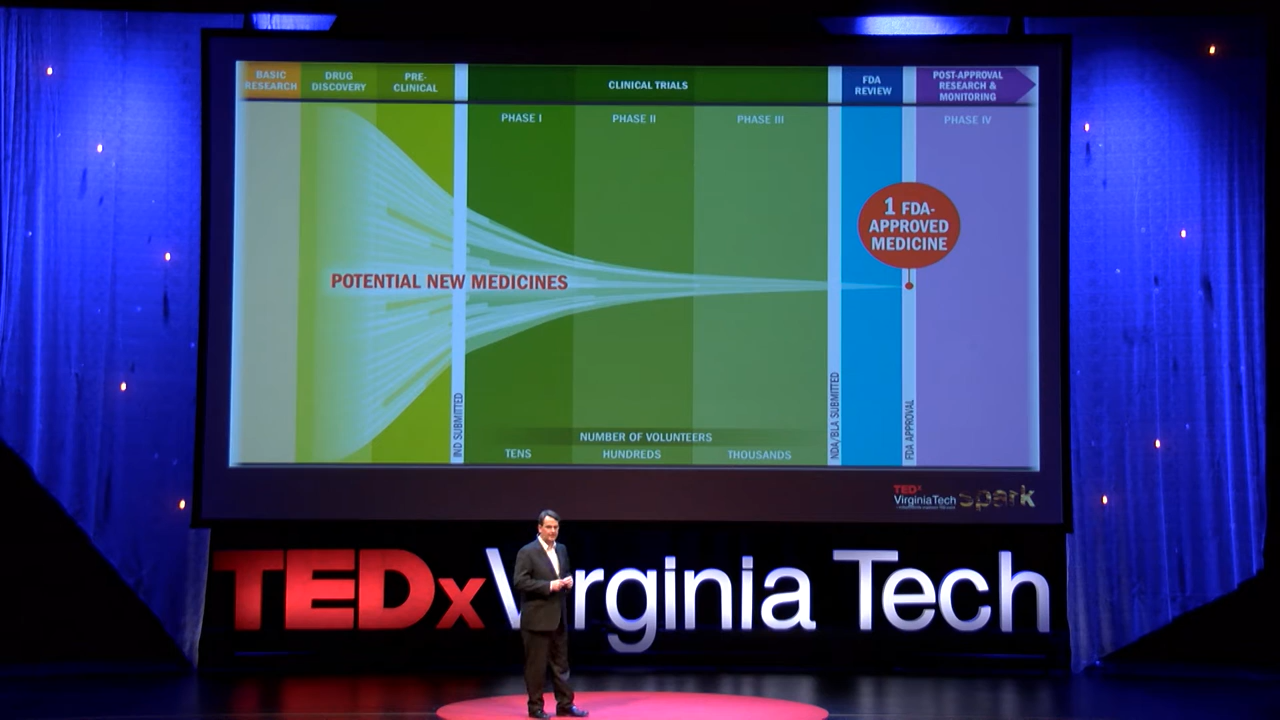 BASIC
RESEARCH
DRUG
DISCOVERY
PRE-
CLINICAL
CLINICAL TRIALS
FDA
REVIEW
POST-APPROVAL
RESEARCH &
MONITORING
PHASE I
PHASE II
PHASE III
PHASE IV
1 FDA-
APPROVED
MEDICINE
POTENTIAL NEW MEDICINES
IND SUBMITTED
NDA/BLA SUBMITTED
FDA APPROVAL
NUMBER OF VOLUNTEERS
TENS
HUNDREDS
THOUSANDS
TEDx
VirginiaTech
spark
TEDxVirginia Tech